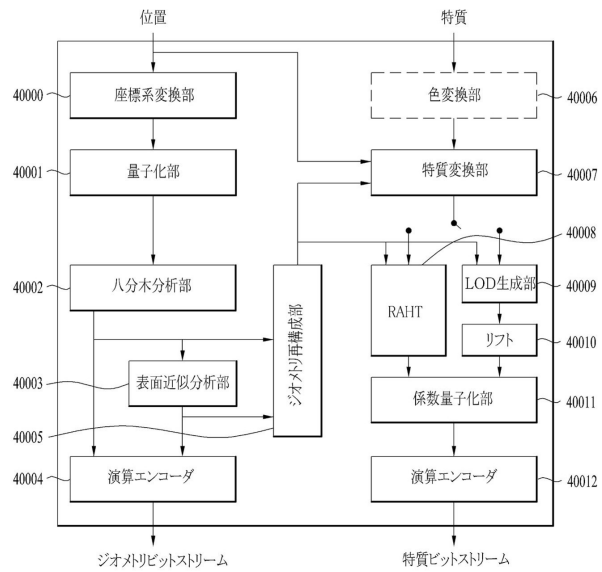 位置
特質
40000
座標系変換部
色変換部
40006
40001
量子化部
特質変換部
40007
40008
40002
八分木分析部
ジオメトリ再構成部
RAHT
LOD生成部
40009
リフト
40010
40003
表面近似分析部
係数量子化部
40011
40005
40004
演算エンコーダ
演算エンコーダ
40012
ジオメトリビットストリーム
特質ビットストリーム